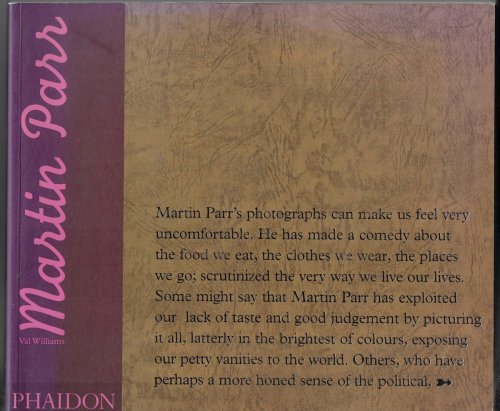 Martin Parr
Val Williams
PHAIDON
Martin Parr's photographs can make us feel very
uncomfortable. He has made a comedy about
the food we eat, the clothes we wear, the places
we go; scrutinized the very way we live our lives.
Some might say that Martin Parr has exploited
our lack of taste and good judgement by picturing
it all, latterly in the brightest of colours, exposing
our petty vanities to the world. Others, who have
perhaps a more honed sense of the political, ➳